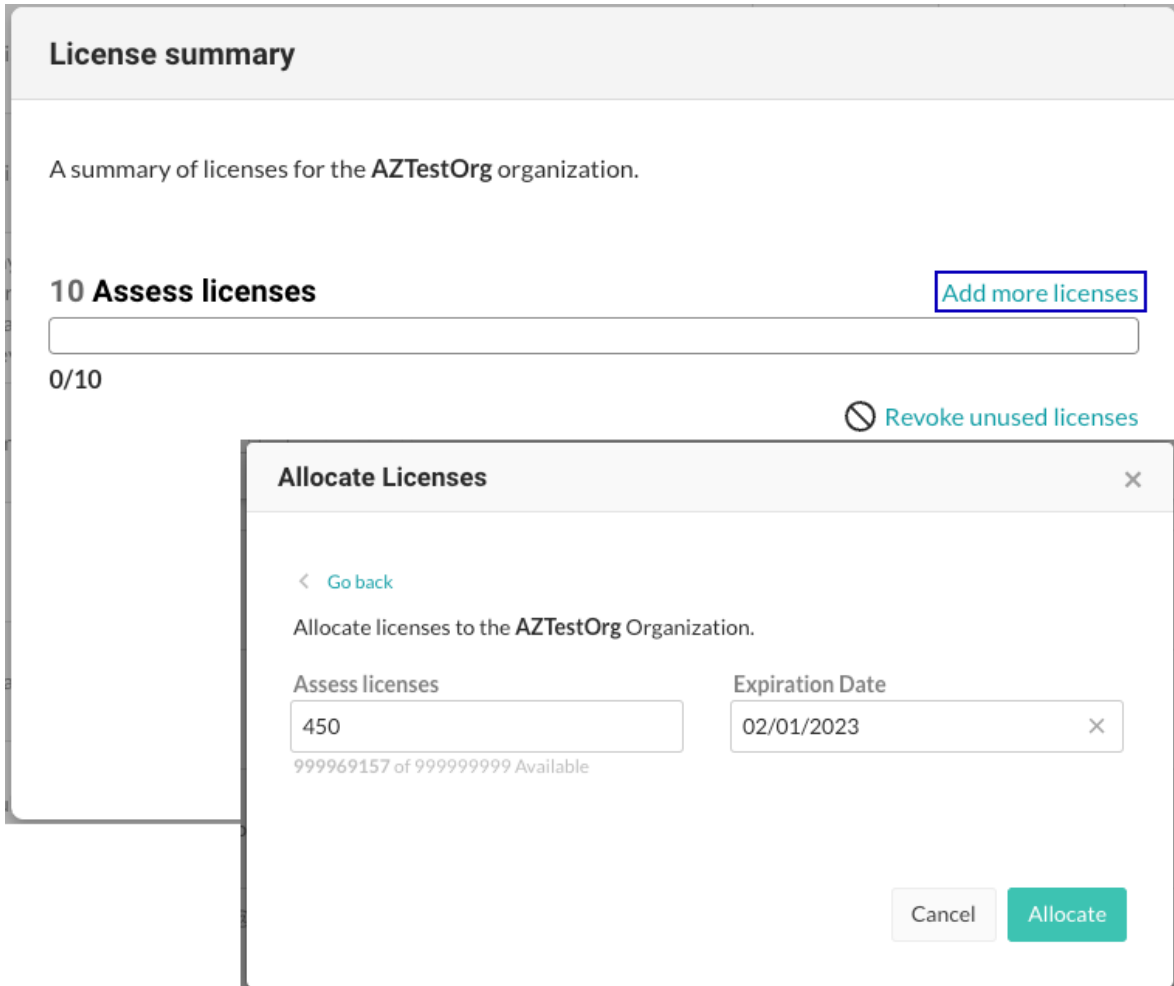 License summary
A summary of licenses for the AZTestOrg organization.
10 Assess licenses
Add more licenses
0/10
Revoke unused licenses
Allocate Licenses
Go back
Allocate licenses to the AZTestOrg Organization.
Assess licenses
Expiration Date
450
02/01/2023
999969157 of 999999999 Available
Cancel
Allocate